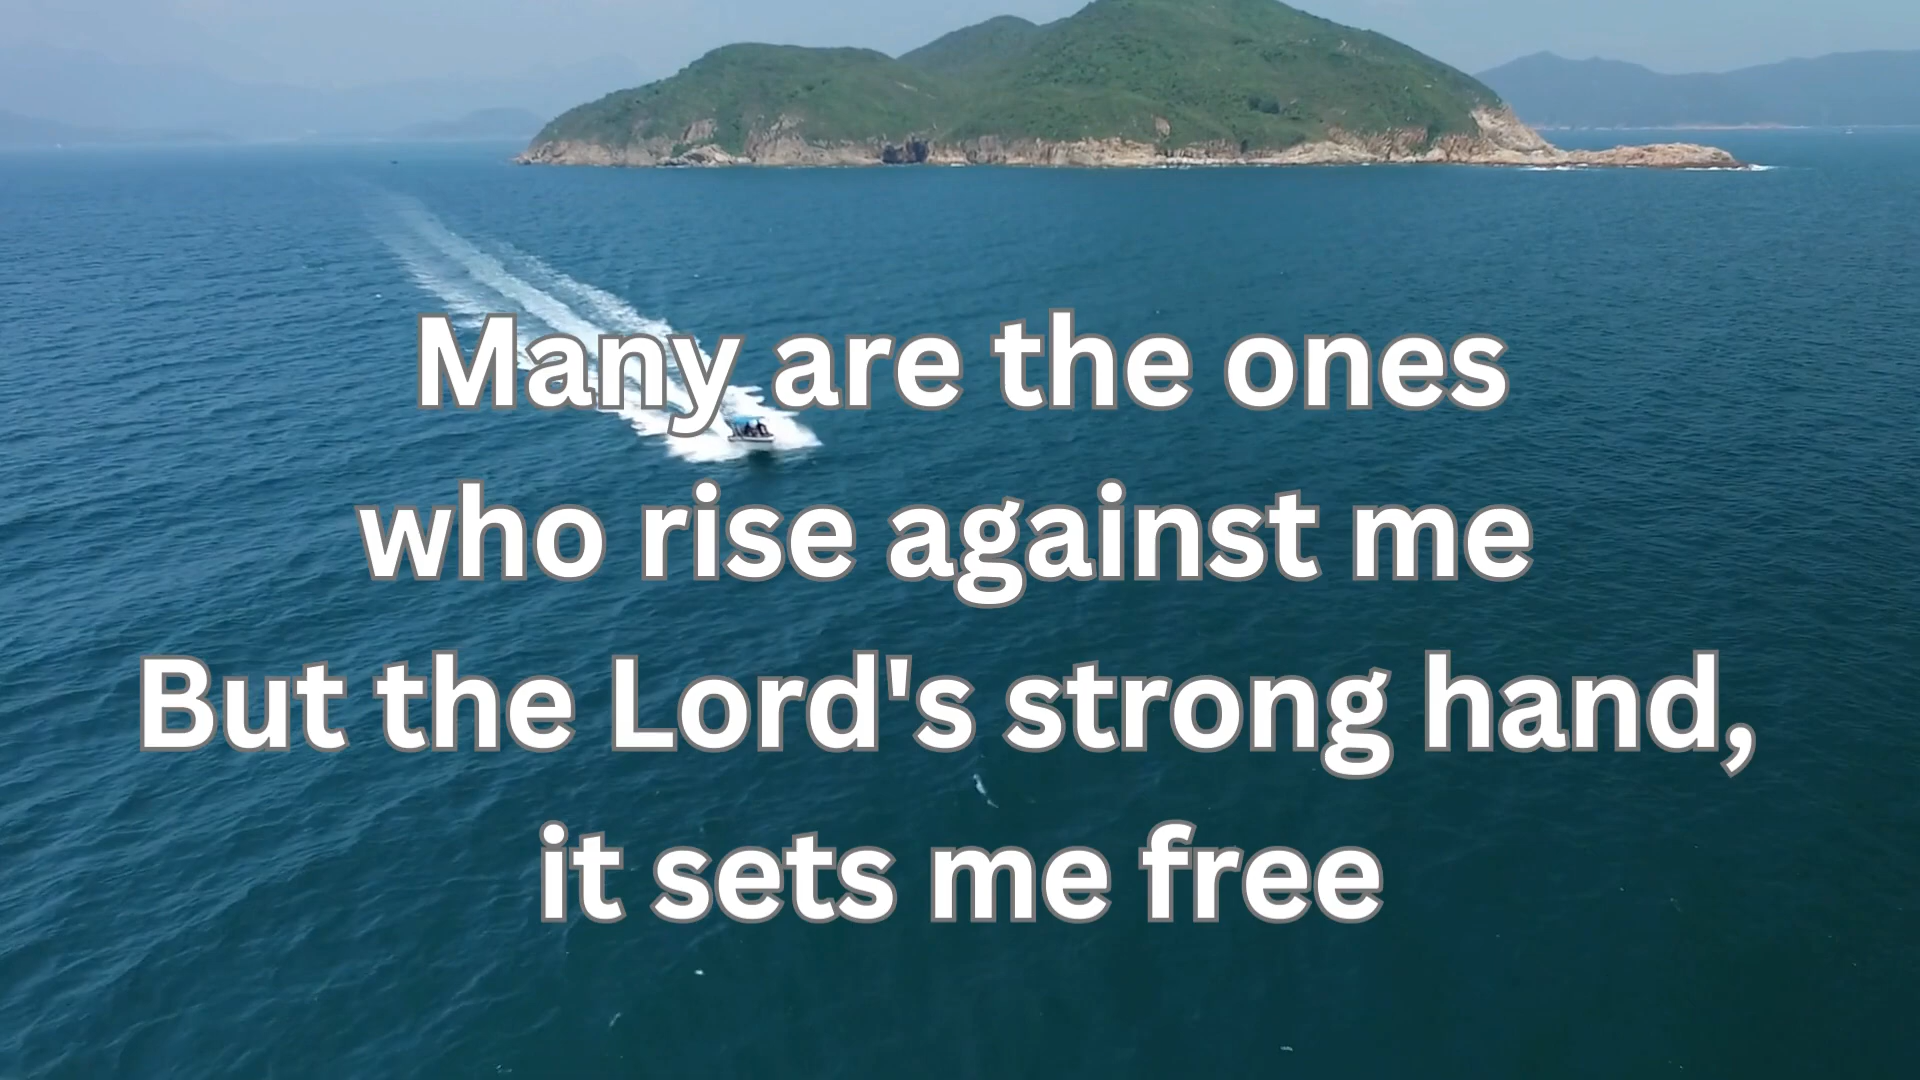 Many are the ones
who rise against me
But the Lord's strong hand,
it sets me free